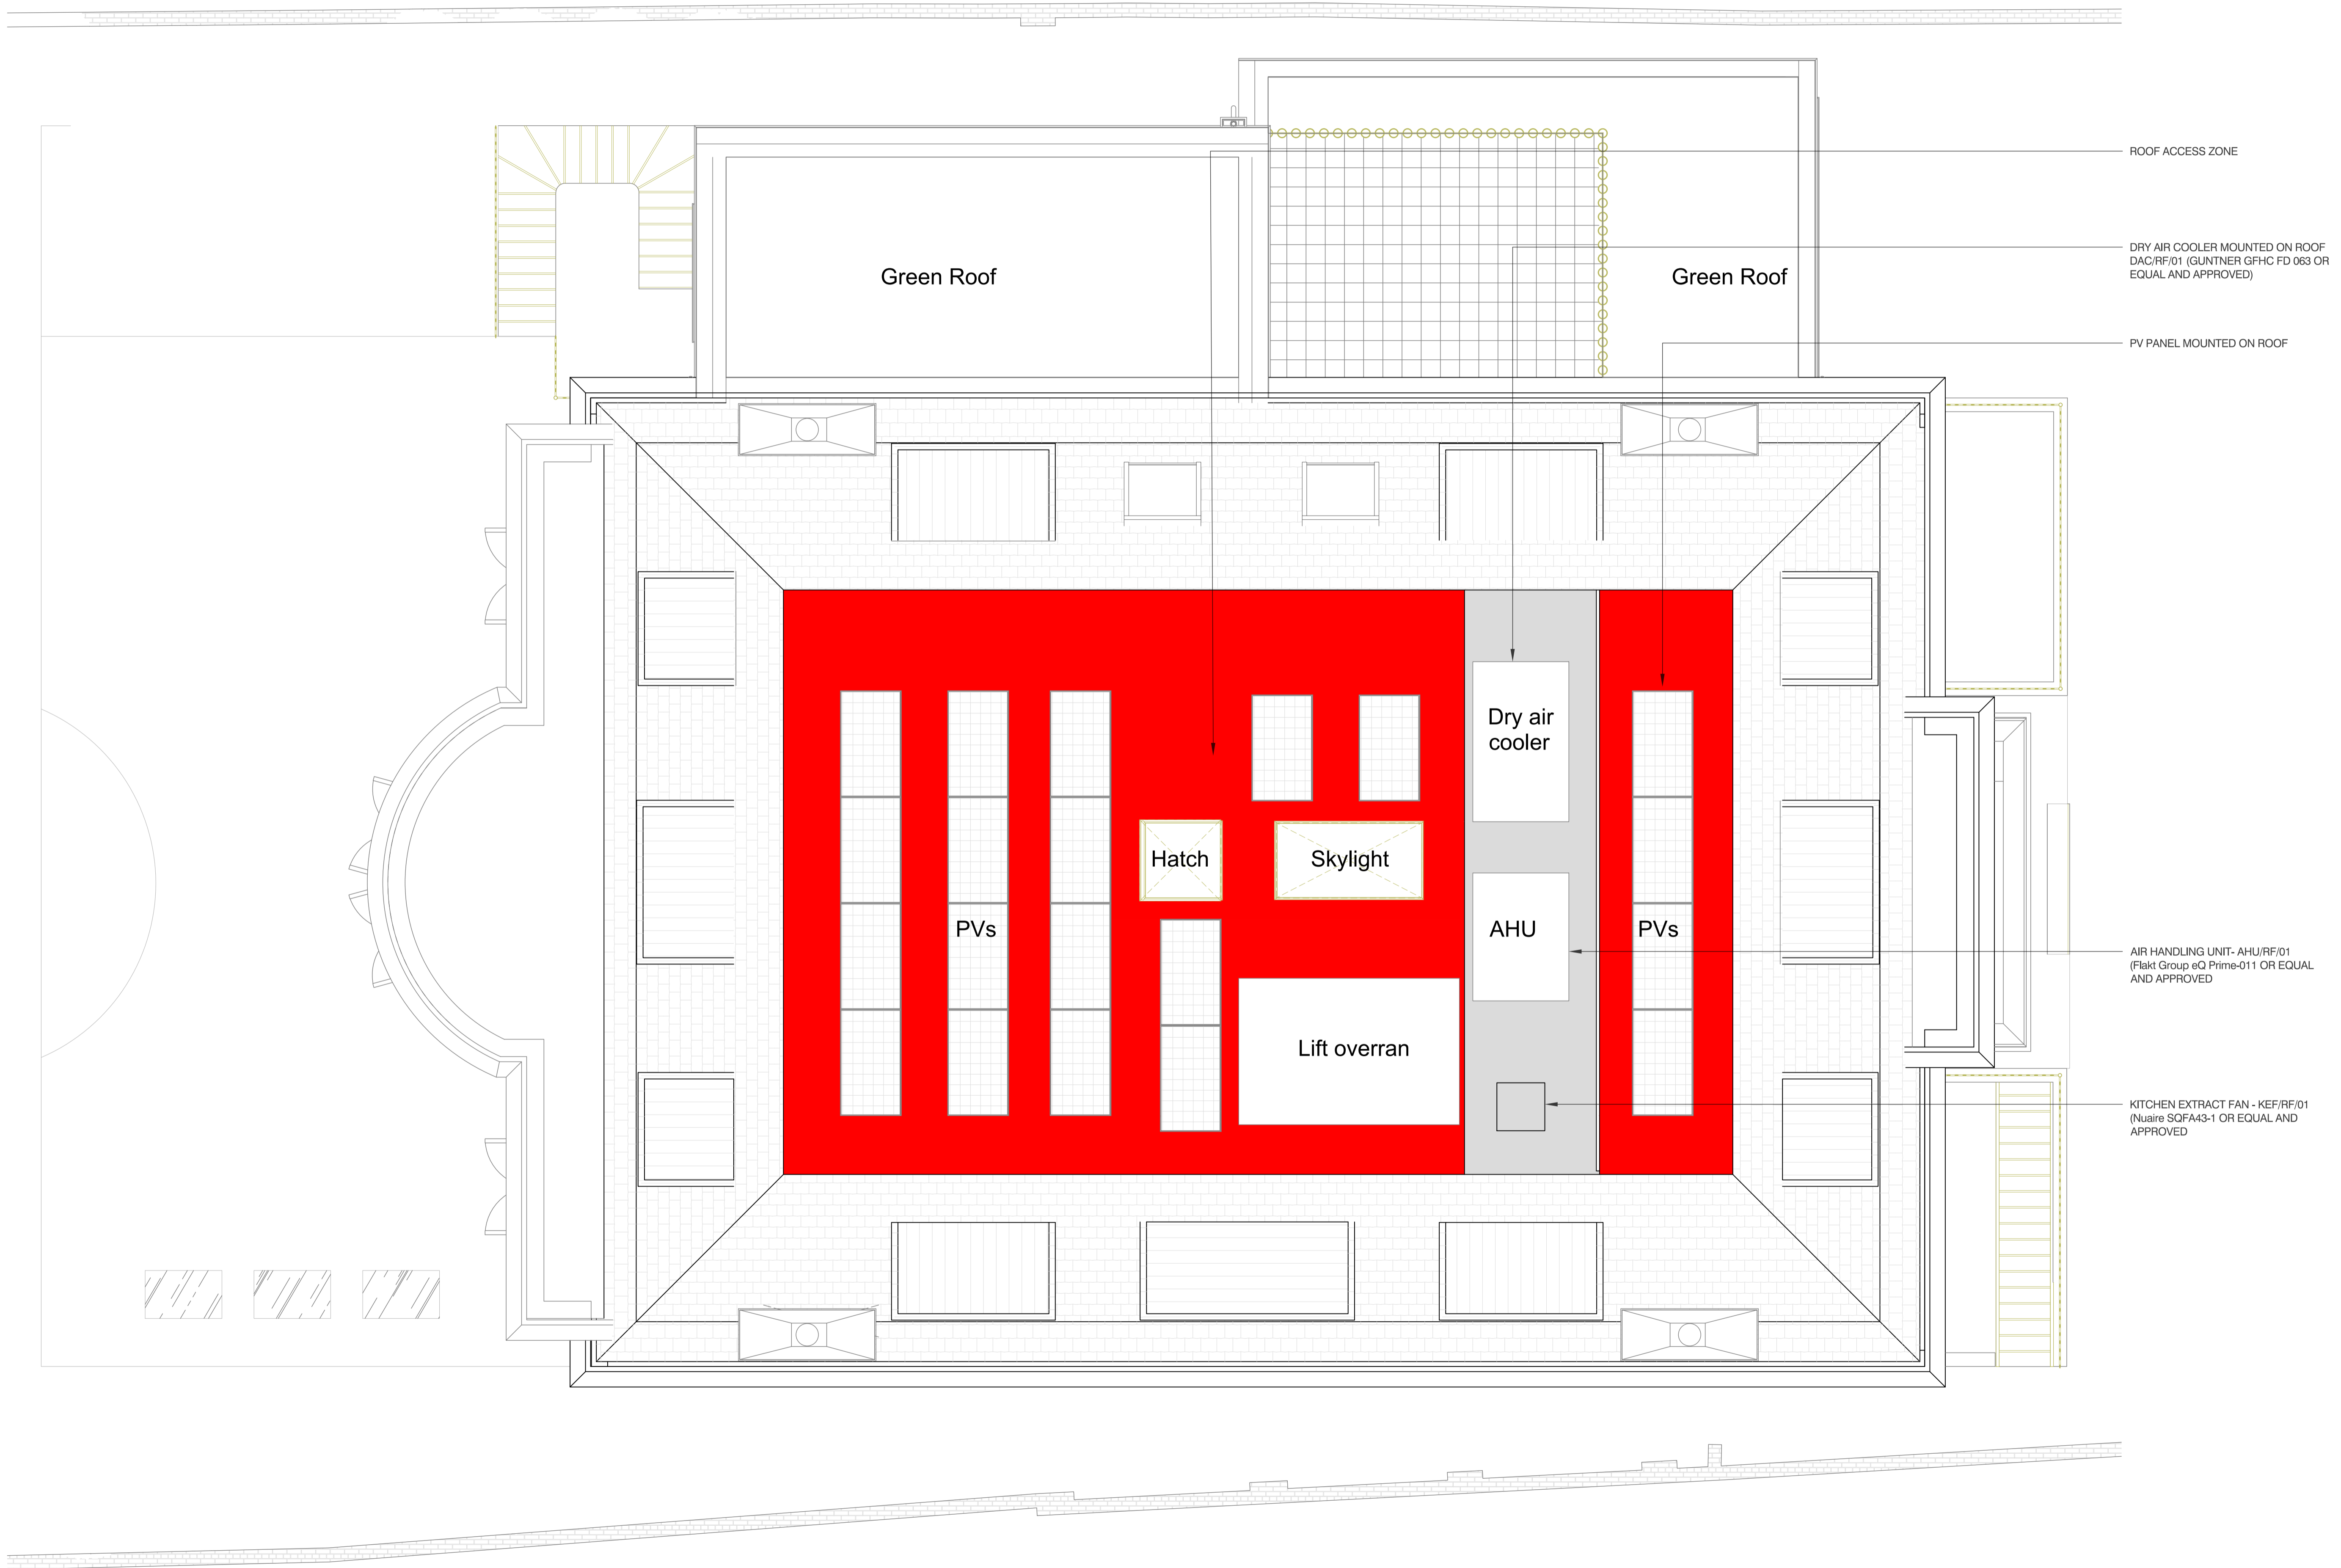 ROOF ACCESS ZONE
DRY AIR COOLER MOUNTED ON ROOF
DAC/RF/01 (GUNTNER GFHC FD 063 OR
EQUAL AND APPROVED)
Green Roof
Green Roof
PV PANEL MOUNTED ON ROOF
Dry air
cooler
Hatch
Skylight
PVs
AHU
PVs
AIR HANDLING UNIT- AHU/RF/01
(Flakt Group eQ Prime-011 OR EQUAL
AND APPROVED
Lift overran
KITCHEN EXTRACT FAN - KEF/RF/01
(Nuaire SQFA43-1 OR EQUAL AND
APPROVED